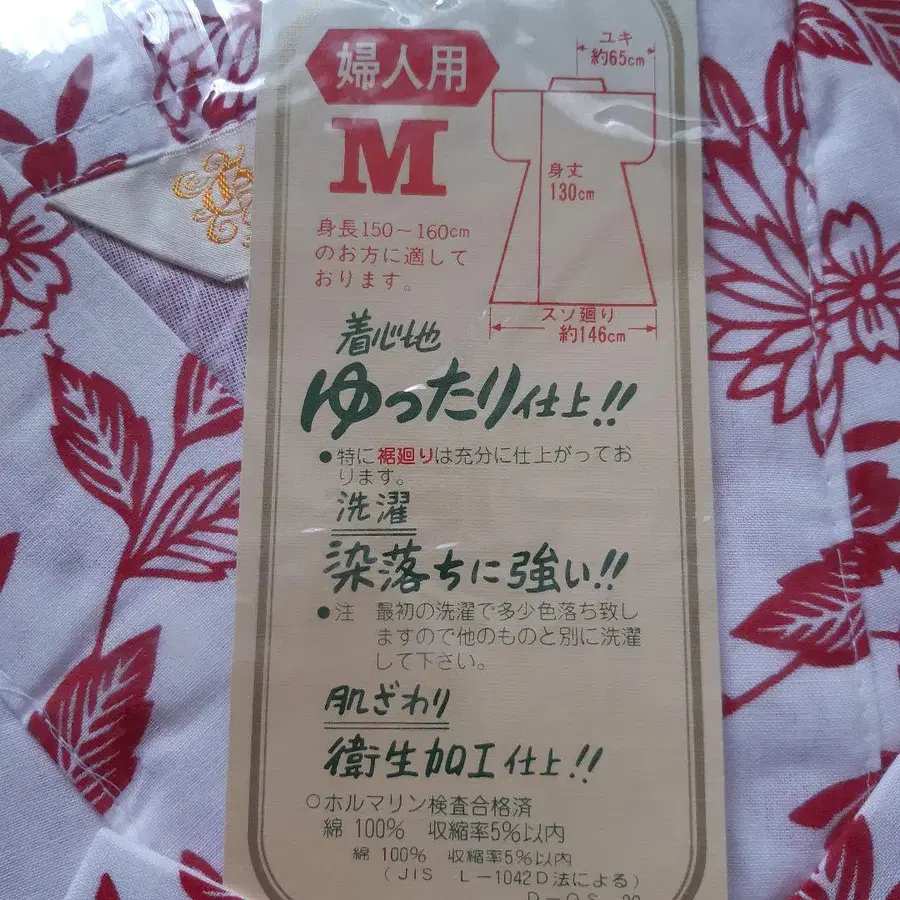 婦人用
M
身長150～160cm
のお方に適して
おります。
ユキ
約65cm
身丈
130cm
スソ廻り
約146cm
着心地
ゆったり仕上!!
●特に裾廻りは充分に仕上がってお
ります。
洗濯
染落ちに強い!!
●注 最初の洗濯で多少色落ち致し
ますので他のものと別に洗濯
して下さい。
肌ざわり
衛生加工仕上!!
○ホルマリン検査合格済
綿 100% 収縮率5%以内
綿 100% 収縮率5%以内
(JIS L-1042D法による)